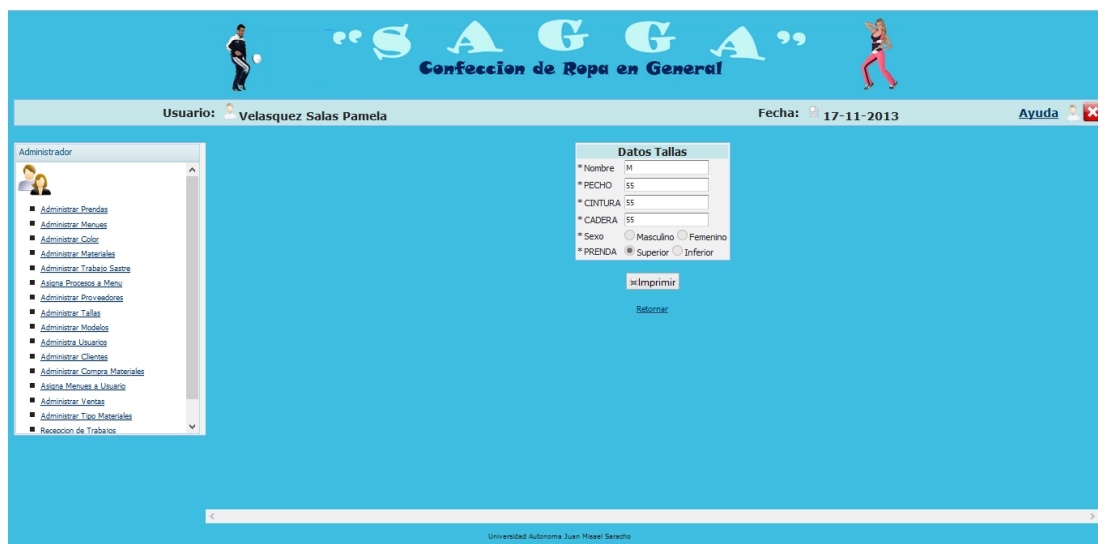 “S A G G A”
Confeccion de Ropa en General
Usuario: Velasquez Salas Pamela Fecha: 17-11-2013 Ayuda
Administrador
Administrar Prendas
Administrar Menues
Administrar Color
Administrar Materiales
Administrar Trabajo Sastre
Asigna Procesos a Menu
Administrar Proveedores
Administrar Tallas
Administrar Modelos
Administra Usuarios
Administrar Clientes
Administrar Compra Materiales
Asigna Menues a Usuario
Administrar Ventas
Administrar Tipo Materiales
Recepcion de Trabajos
Datos Tallas
* Nombre M
* PECHO 55
* CINTURA 55
* CADERA 55
* Sexo Masculino Femenino
* PRENDA Superior Inferior
Imprimir
Retornar
Universidad Autonoma Juan Misael Saracho